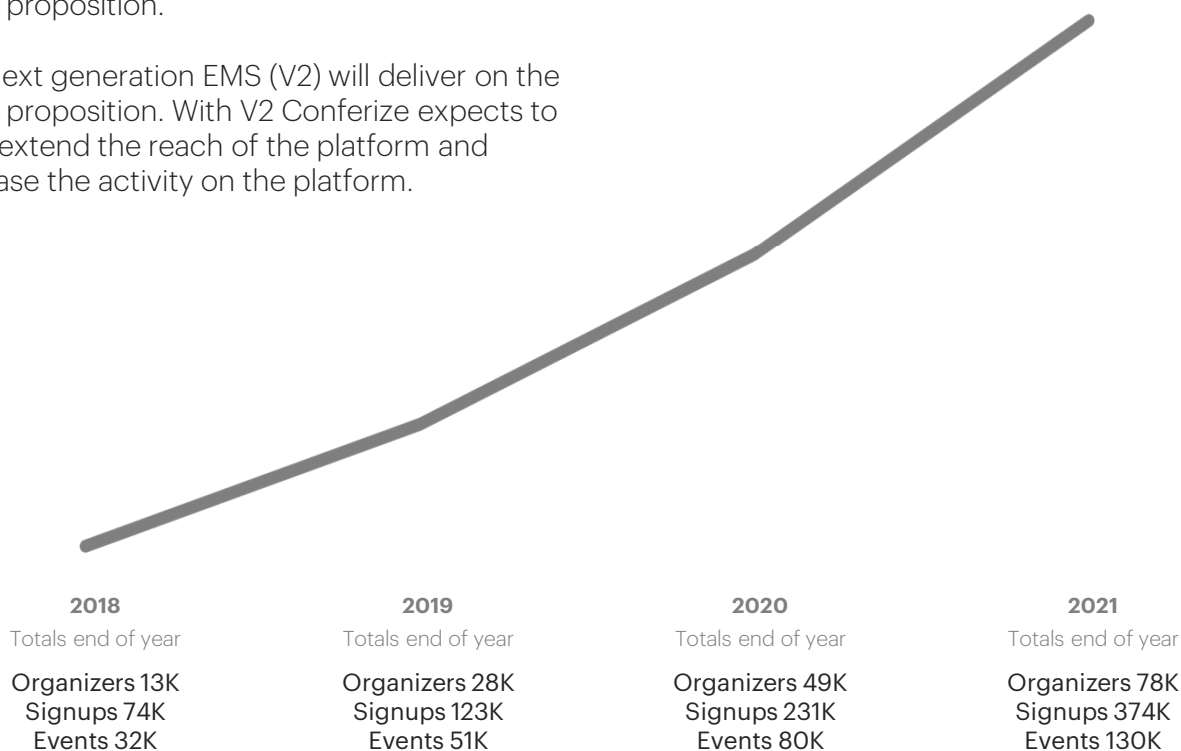 proposition.
ext generation EMS (V2) will deliver on the
proposition. With V2 Conferize expects to
extend the reach of the platform and
ase the activity on the platform.
2018
Totals end of year
Organizers 13K
Signups 74K
Events 32K
2019
Totals end of year
Organizers 28K
Signups 123K
Events 51K
2020
Totals end of year
Organizers 49K
Signups 231K
Events 80K
2021
Totals end of year
Organizers 78K
Signups 374K
Events 130K